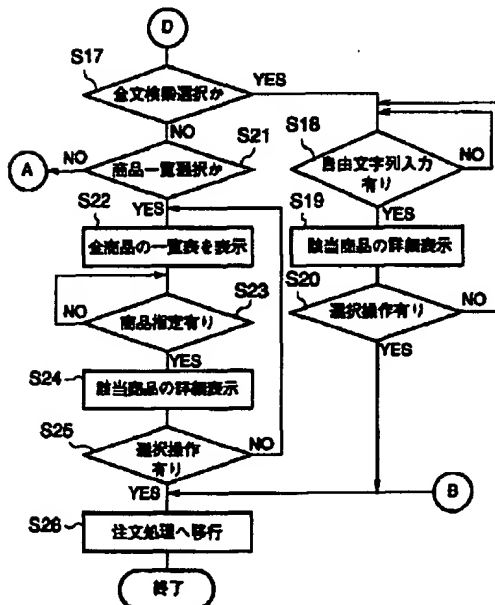 D
S17
全文検索選択か
YES
NO
S21
S18
A
NO
商品一覧選択か
自由文字列入力
有り
NO
S22
YES
S19
YES
全商品の一覧表を表示
該当商品の詳細表示
S20
NO
商品指定有り
S23
選択操作有り
NO
YES
YES
S24
該当商品の詳細表示
S25
選択操作
有り
NO
YES
B
S26
注文処理へ移行
終了